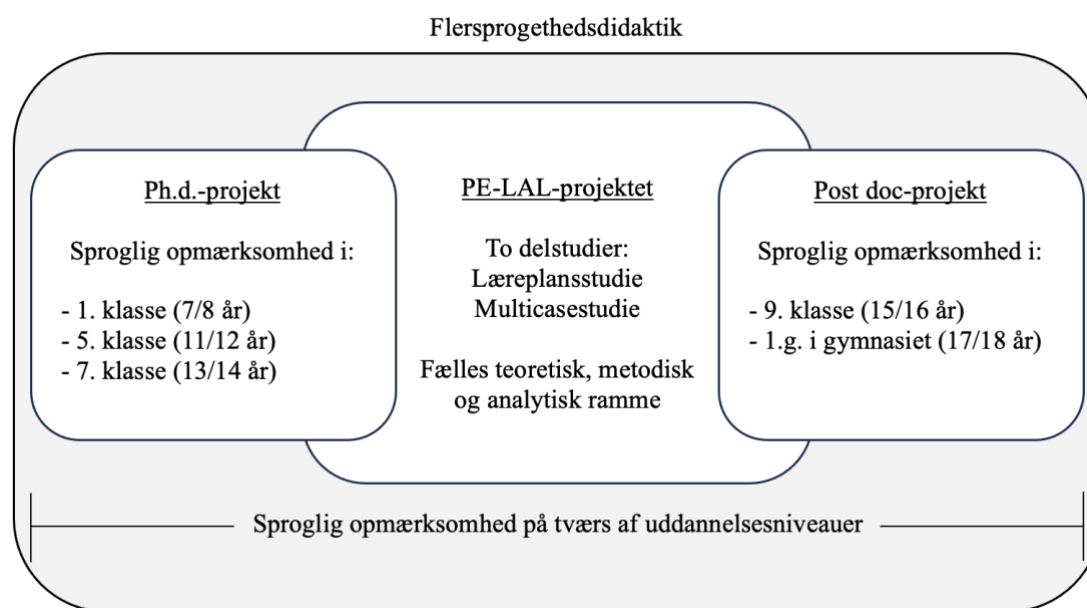 Flersprogethedsdidaktik
Ph.d.-projekt
Sproglig opmærksomhed i:
- 1. klasse (7/8 år)
- 5. klasse (11/12 år)
- 7. klasse (13/14 år)
PE-LAL-projektet
To delstudier:
Læreplansstudie
Multicasestudie
Fælles teoretisk, metodisk
og analytisk ramme
Post doc-projekt
Sproglig opmærksomhed i:
- 9. klasse (15/16 år)
- 1.g. i gymnasiet (17/18 år)
Sproglig opmærksomhed på tværs af uddannelsesniveauer